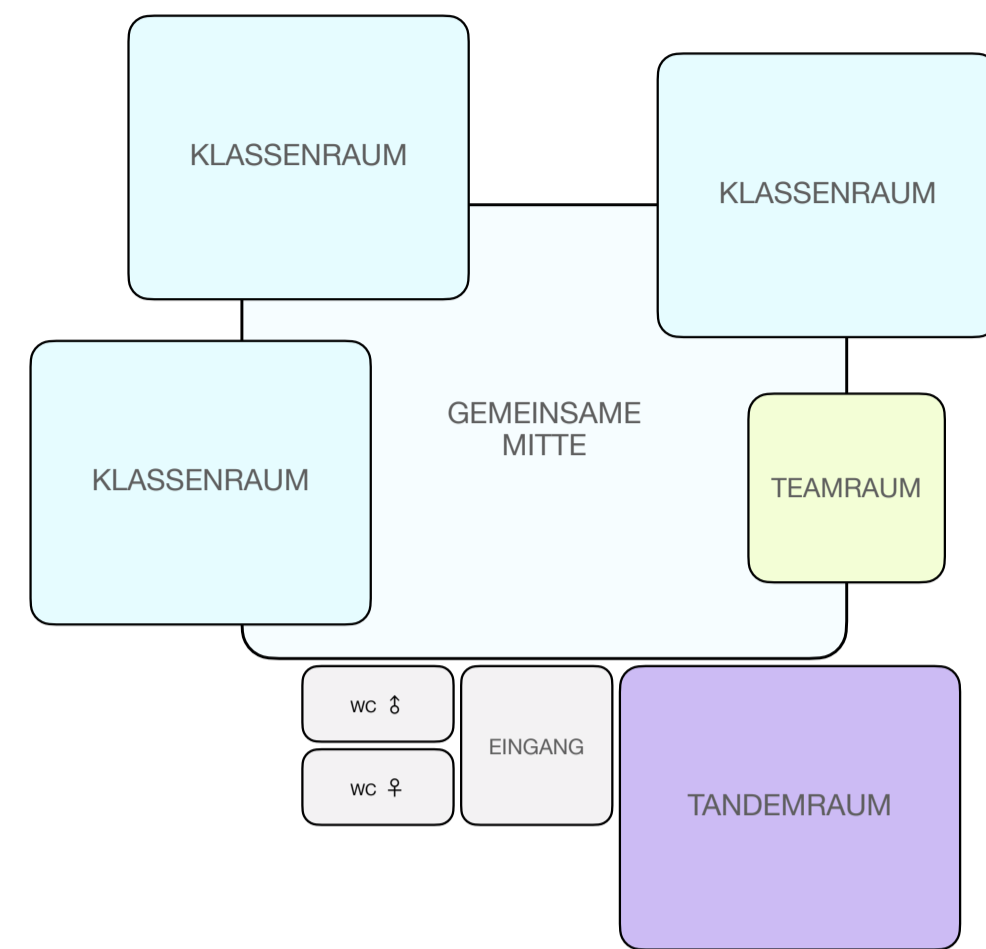 KLASSENRAUM
KLASSENRAUM
GEMEINSAME
MITTE
KLASSENRAUM
TEAMRAUM
WC ♂
EINGANG
WC ♀
TANDEMRAUM